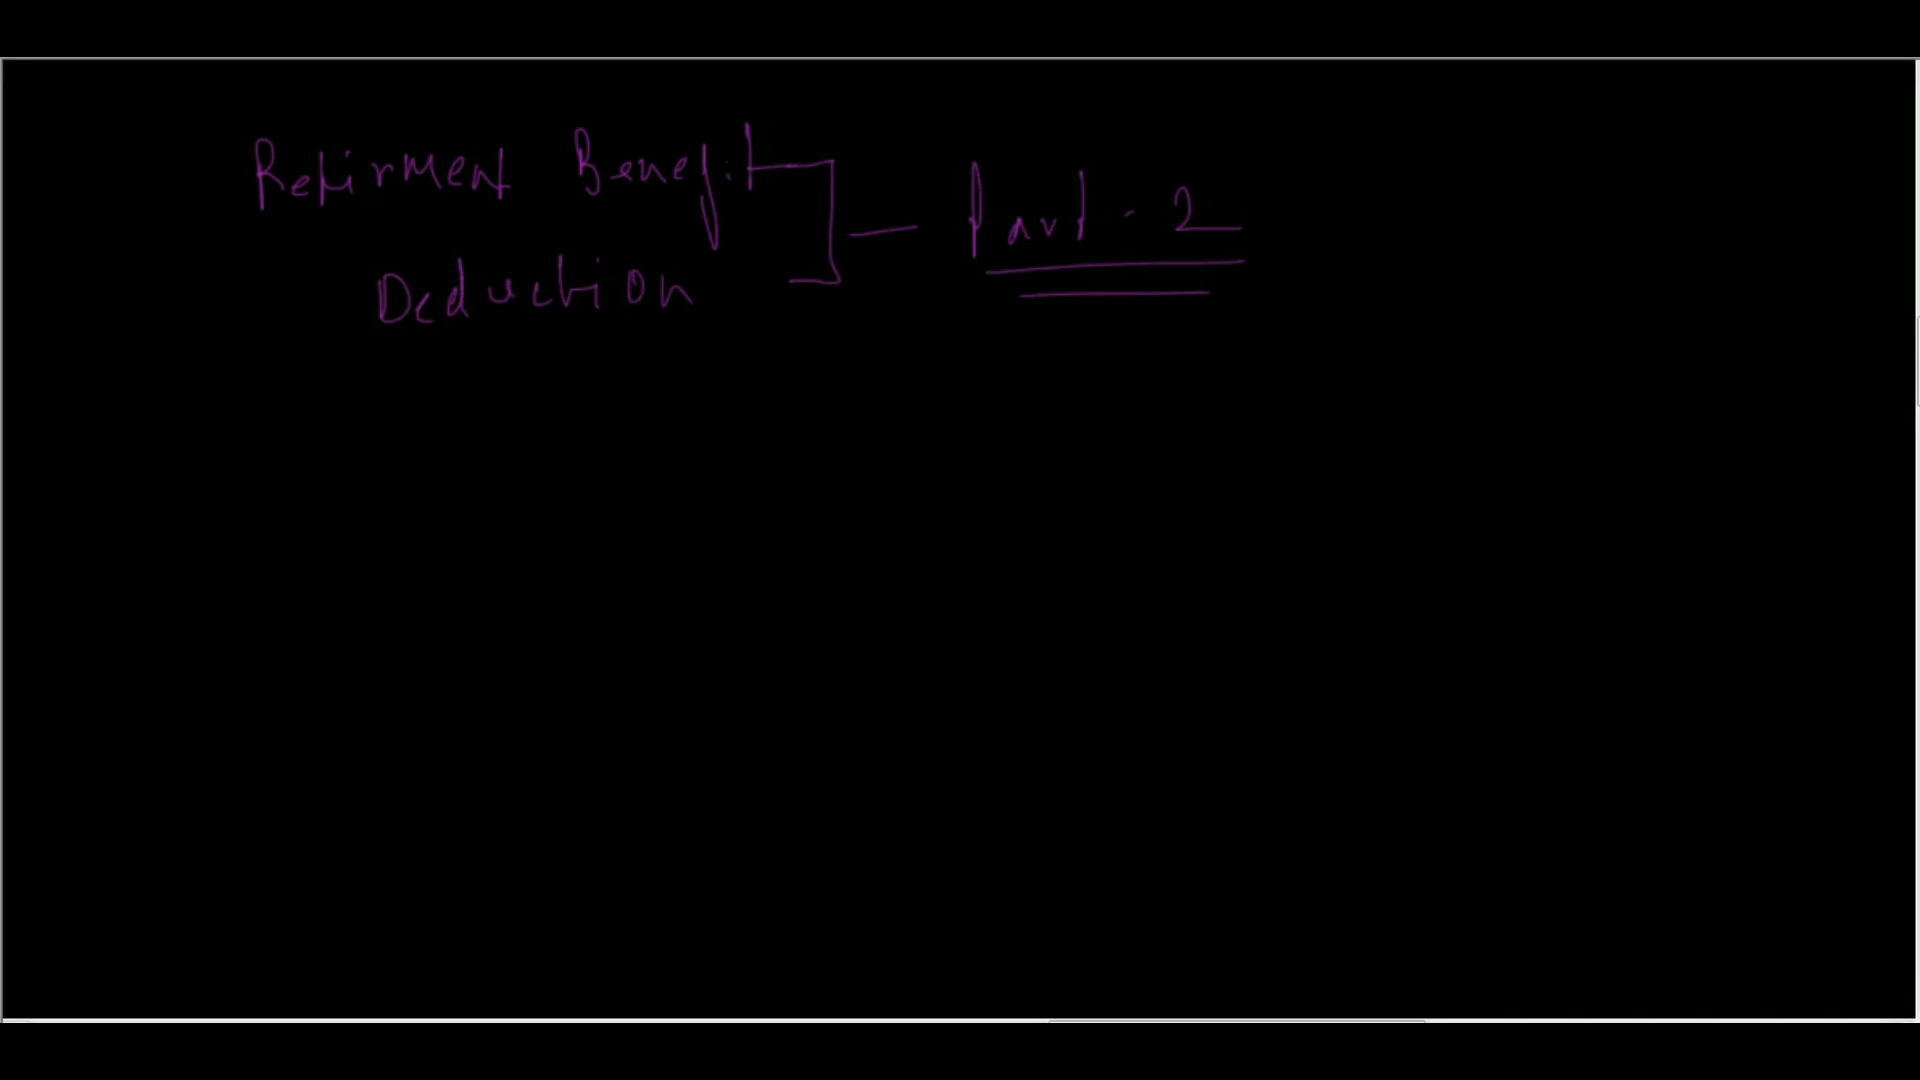 Retirment Benefit
Deduction
— Part - 2